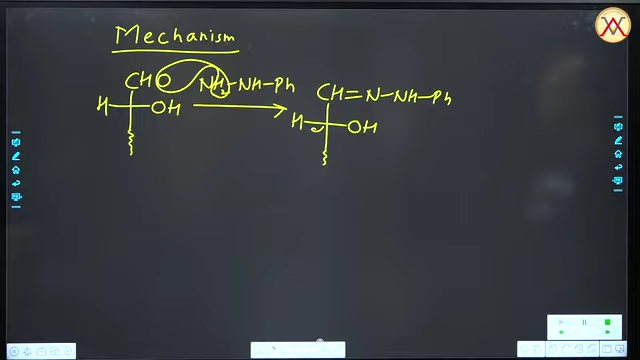 Mechanism
CHO NH2-NH-Ph
H OH
CH=N-NH-Ph
H OH